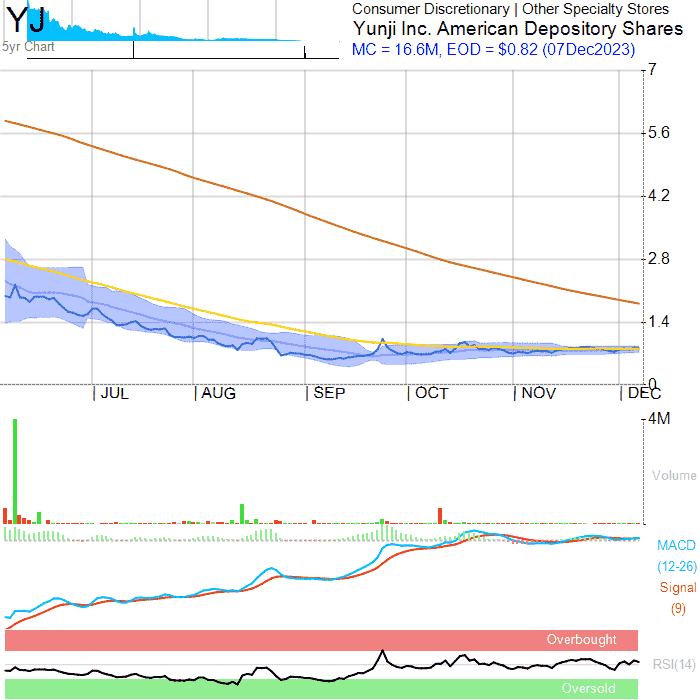 YJ
5yr Chart
Consumer Discretionary | Other Specialty Stores
Yunji Inc. American Depository Shares
MC = 16.6M, EOD = $0.82 (07Dec2023)
7
5.6
4.2
2.8
1.4
0
JUL AUG SEP OCT NOV DEC
4M
Volume
MACD
(12-26)
Signal
(9)
Overbought
RSI(14)
Oversold